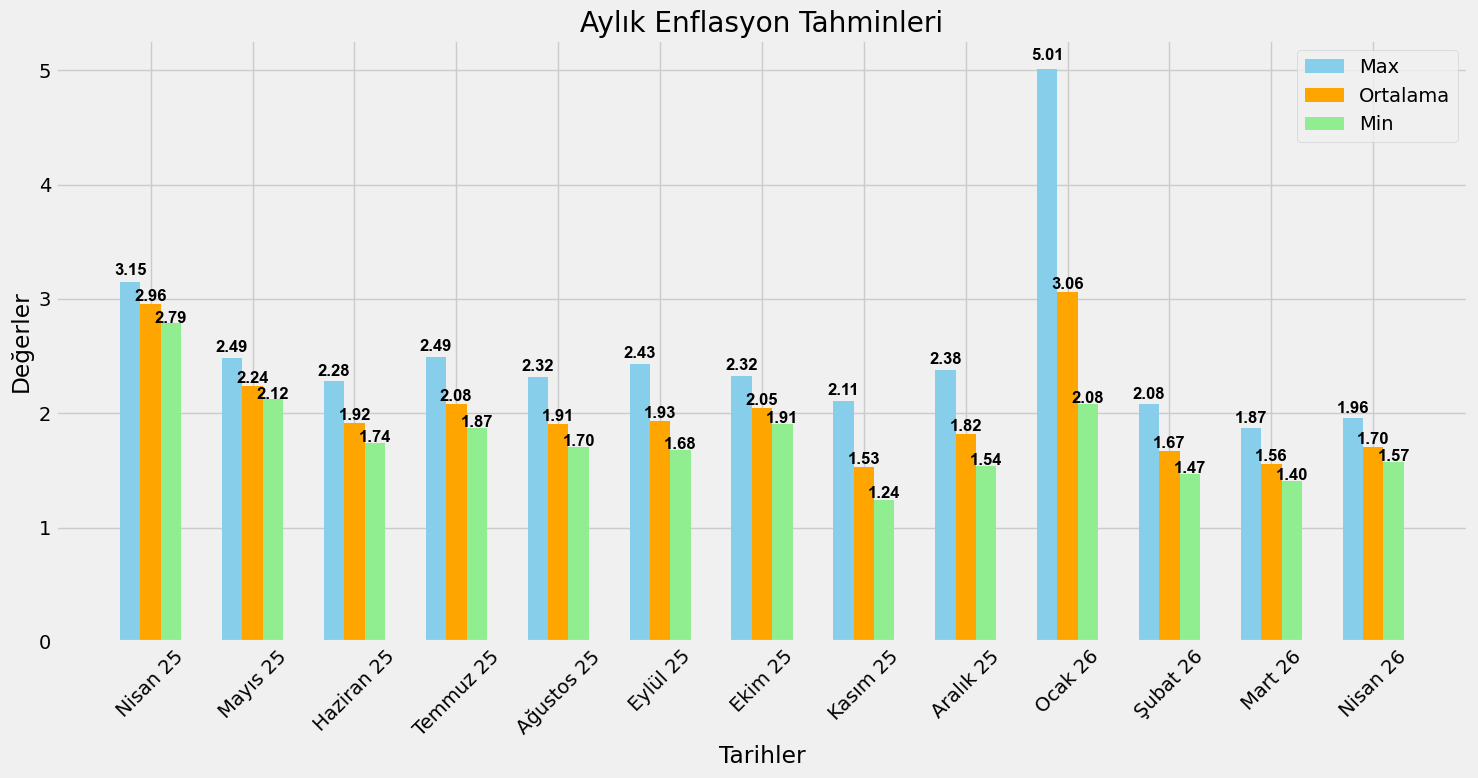 Aylık Enflasyon Tahminleri
Max
Ortalama
Min
Değerler
5
4
3
2
1
0
3.15
2.96
2.79
2.49
2.24
2.12
2.28
1.92
1.74
2.49
2.08
1.87
2.32
1.91
1.70
2.43
1.93
1.68
2.32
2.05
1.91
2.11
1.53
1.24
2.38
1.82
1.54
5.01
3.06
2.08
2.08
1.67
1.47
1.87
1.56
1.40
1.96
1.70
1.57
Nisan 25
Mayıs 25
Haziran 25
Temmuz 25
Ağustos 25
Eylül 25
Ekim 25
Kasım 25
Aralık 25
Ocak 26
Şubat 26
Mart 26
Nisan 26
Tarihler